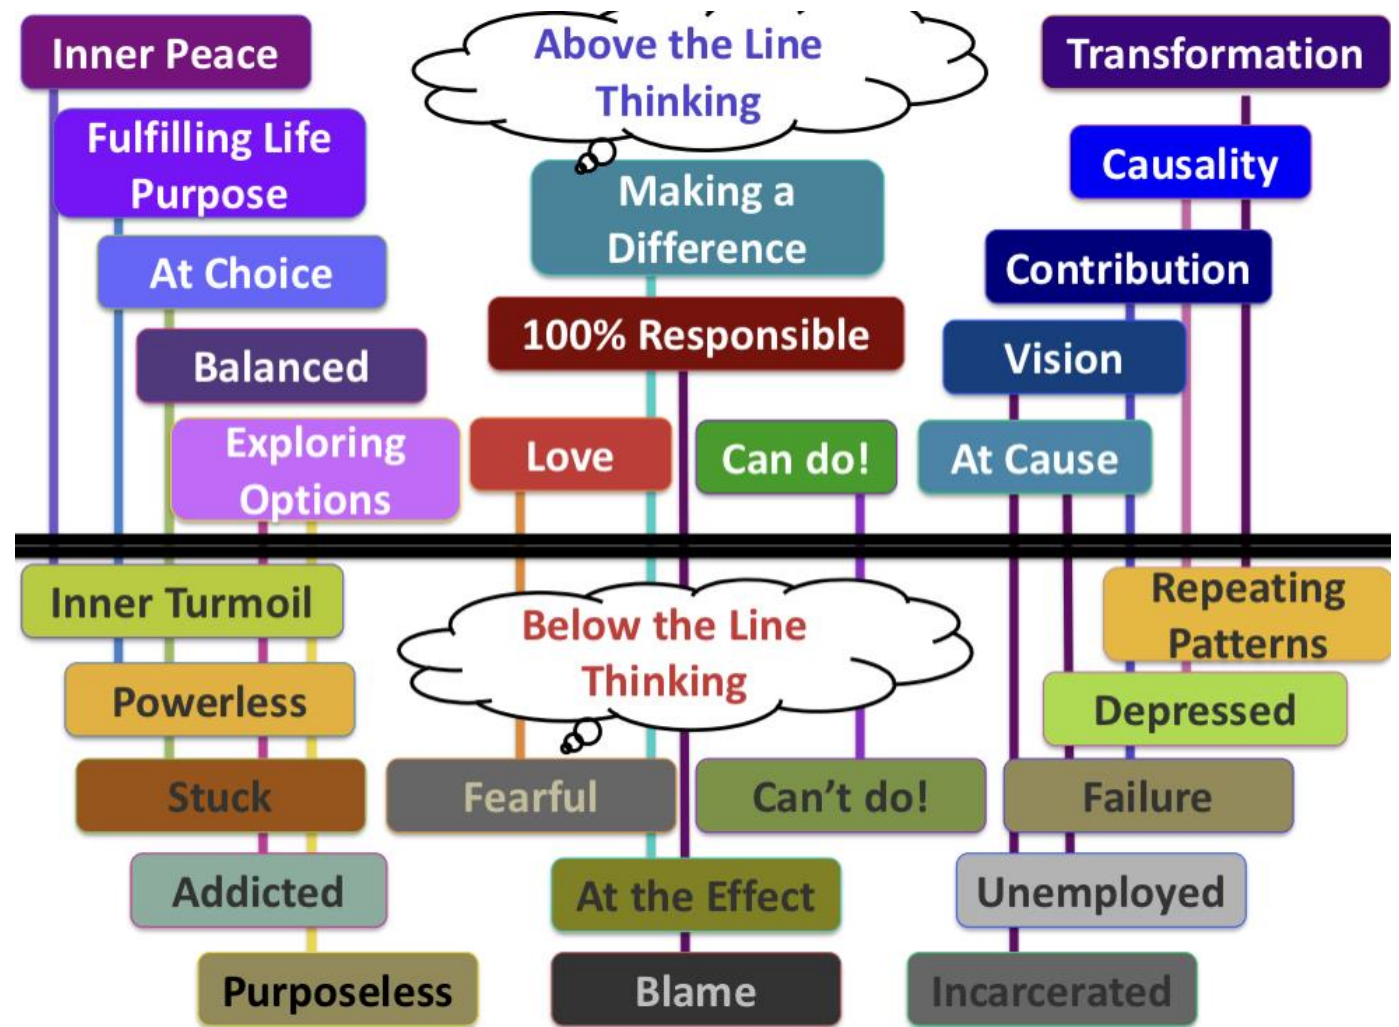 Inner Peace
Above the Line
Thinking
Transformation
Fulfilling Life
Purpose
Causality
Making a
Difference
At Choice
Contribution
100% Responsible
Balanced
Vision
Exploring
Options
Love
Can do!
At Cause
Inner Turmoil
Below the Line
Thinking
Repeating
Patterns
Powerless
Depressed
Stuck
Fearful
Can't do!
Failure
Addicted
At the Effect
Unemployed
Purposeless
Blame
Incarcerated